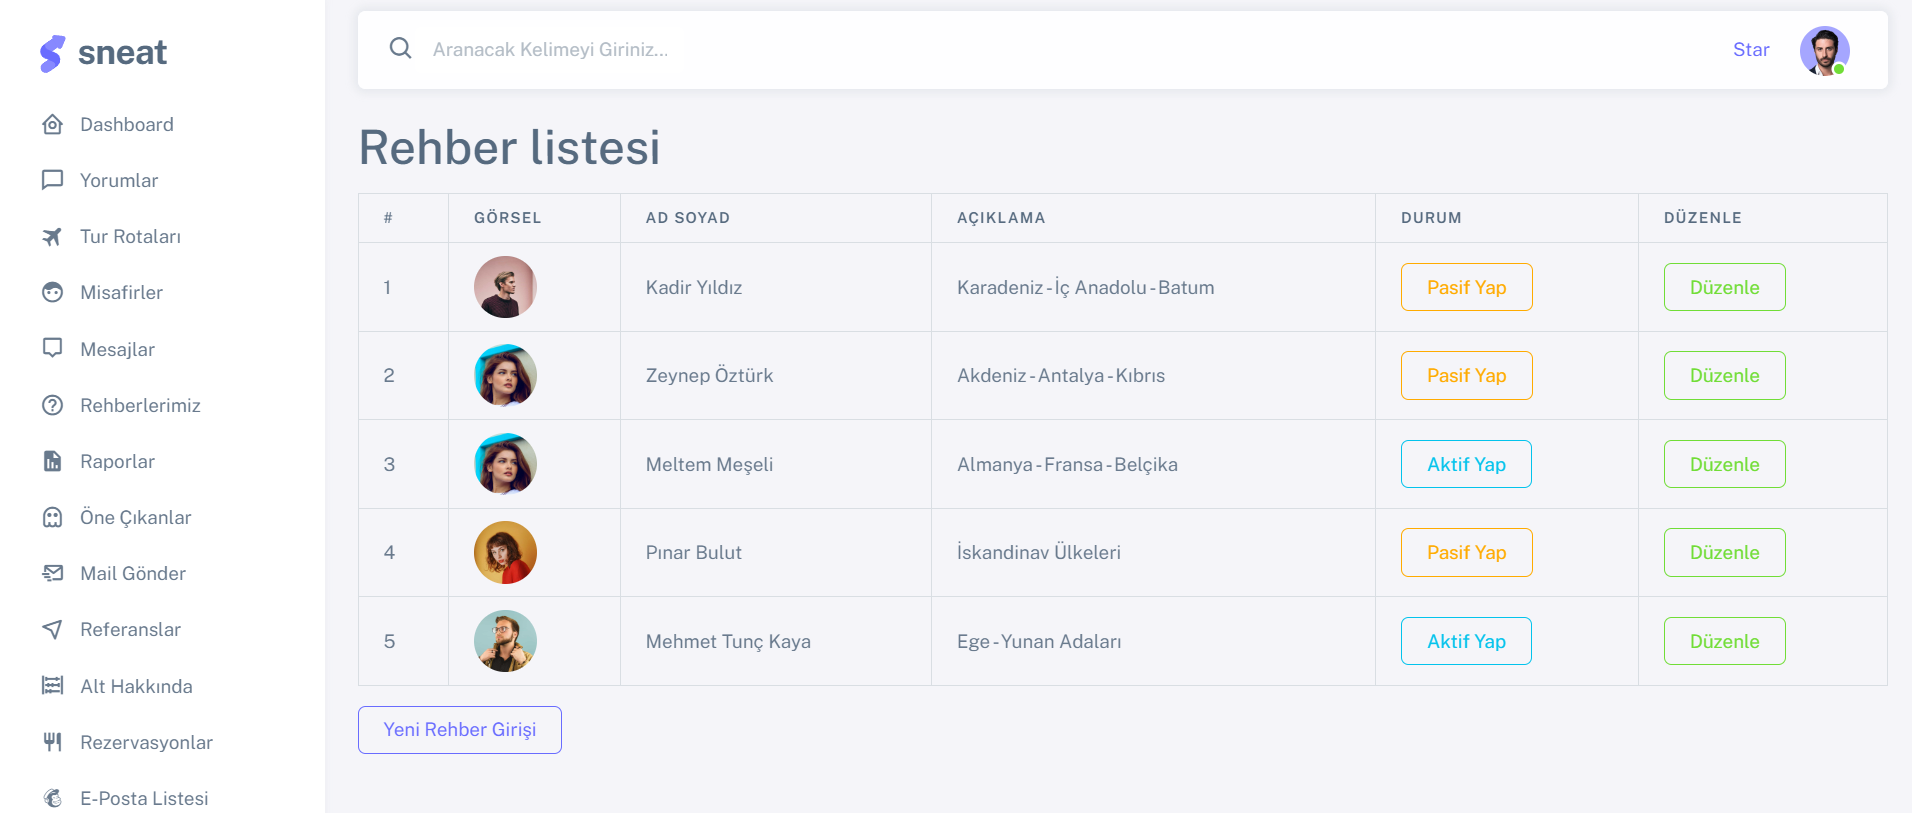 sneat
Dashboard
Yorumlar
Tur Rotaları
Misafirler
Mesajlar
Rehberlerimiz
Raporlar
Öne Çıkanlar
Mail Gönder
Referanslar
Alt Hakkında
Rezervasyonlar
E-Posta Listesi
Aranacak Kelimeyi Giriniz...
Star
Rehber listesi
# GÖRSEL AD SOYAD AÇIKLAMA DURUM DÜZENLE
1 Kadir Yıldız Karadeniz - İç Anadolu - Batum Pasif Yap Düzenle
2 Zeynep Öztürk Akdeniz - Antalya - Kıbrıs Pasif Yap Düzenle
3 Meltem Meşeli Almanya - Fransa - Belçika Aktif Yap Düzenle
4 Pınar Bulut İskandinav Ülkeleri Pasif Yap Düzenle
5 Mehmet Tunç Kaya Ege - Yunan Adaları Aktif Yap Düzenle
Yeni Rehber Girişi